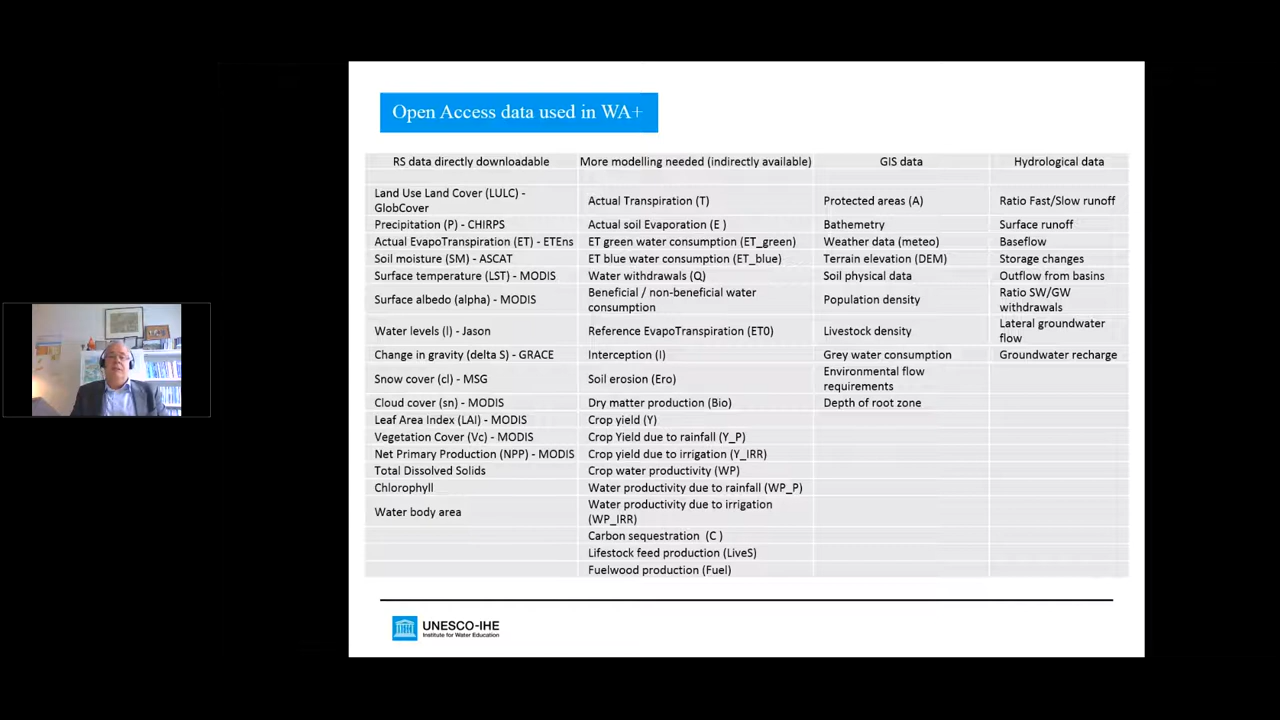 Open Access data used in WA+
RS data directly downloadable
More modelling needed (indirectly available)
GIS data
Hydrological data
Land Use Land Cover (LULC) -
GlobCover
Actual Transpiration (T)
Protected areas (A)
Ratio Fast/Slow runoff
Precipitation (P) - CHIRPS
Actual soil Evaporation (E )
Bathemetry
Surface runoff
Actual EvapoTranspiration (ET) - ETEns
ET green water consumption (ET_green)
Weather data (meteo)
Baseflow
Soil moisture (SM) - ASCAT
ET blue water consumption (ET_blue)
Terrain elevation (DEM)
Storage changes
Surface temperature (LST) - MODIS
Water withdrawals (Q)
Soil physical data
Outflow from basins
Surface albedo (alpha) - MODIS
Beneficial / non-beneficial water
consumption
Population density
Ratio SW/GW
withdrawals
Water levels (l) - Jason
Reference EvapoTranspiration (ET0)
Livestock density
Lateral groundwater
flow
Change in gravity (delta S) - GRACE
Interception (I)
Grey water consumption
Groundwater recharge
Snow cover (cl) - MSG
Soil erosion (Ero)
Environmental flow
requirements
Cloud cover (sn) - MODIS
Dry matter production (Bio)
Depth of root zone
Leaf Area Index (LAI) - MODIS
Crop yield (Y)
Vegetation Cover (Vc) - MODIS
Crop Yield due to rainfall (Y_P)
Net Primary Production (NPP) - MODIS
Crop yield due to irrigation (Y_IRR)
Total Dissolved Solids
Crop water productivity (WP)
Chlorophyll
Water productivity due to rainfall (WP_P)
Water body area
Water productivity due to irrigation
(WP_IRR)
Carbon sequestration (C )
Lifestock feed production (LiveS)
Fuelwood production (Fuel)
UNESCO-IHE
Institute for Water Education